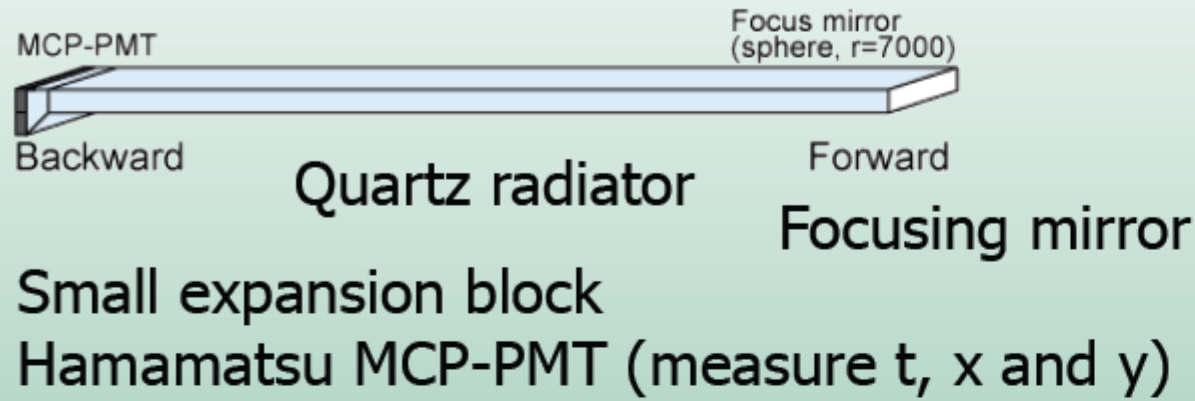 MCP-PMT
Focus mirror
(sphere, r=7000)
Backward
Forward
Quartz radiator
Focusing mirror
Small expansion block
Hamamatsu MCP-PMT (measure t, x and y)